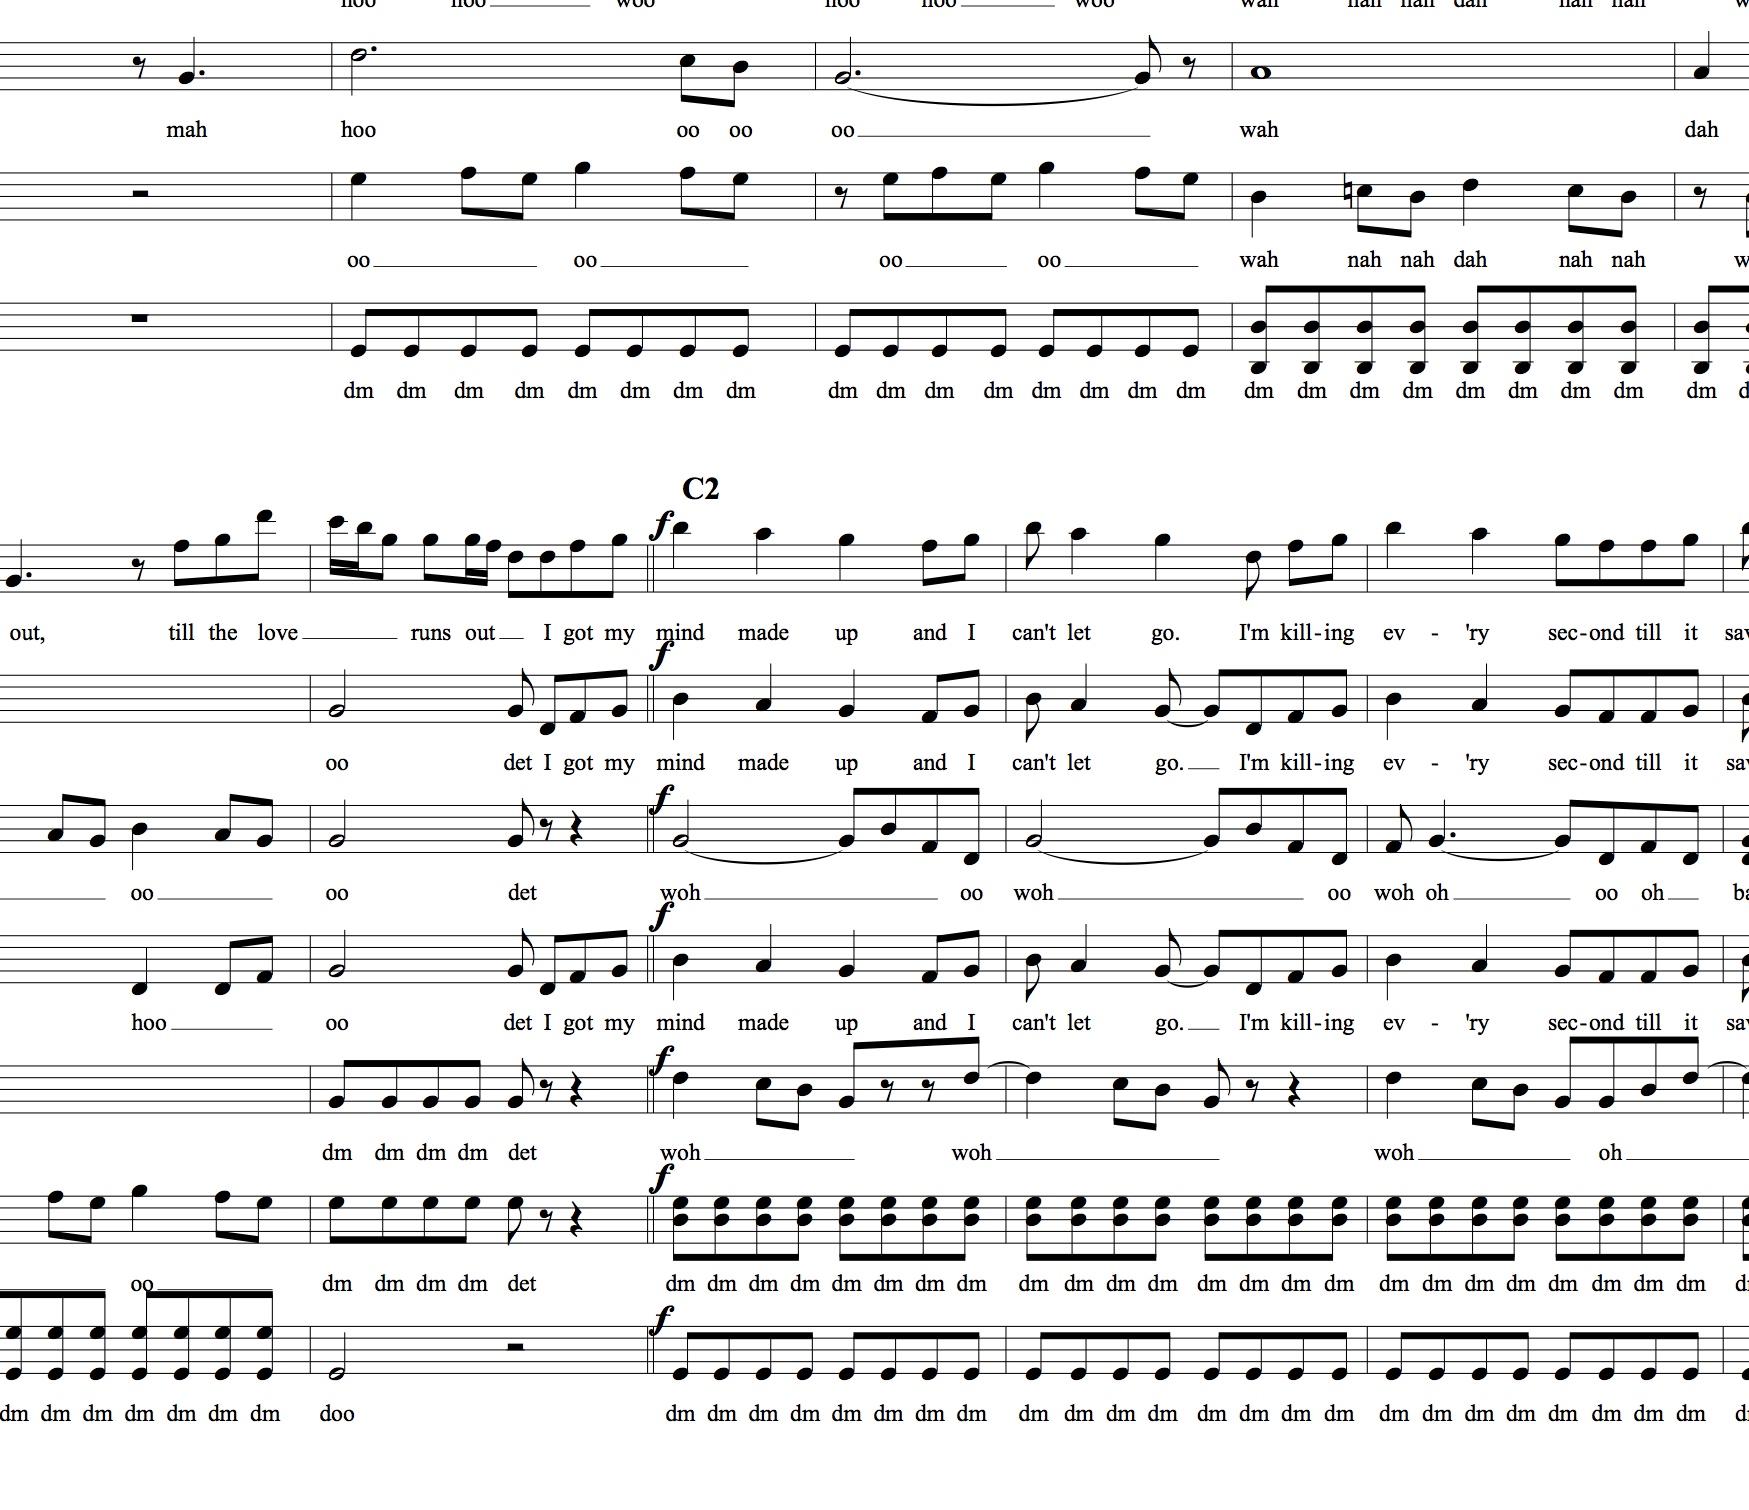 hoo hoo woo hoo hoo woo wah nah nah dah nah nah
mah hoo oo oo oo wah dah
oo oo oo oo wah nah nah dah nah nah
dm dm dm dm dm dm dm dm dm dm dm dm dm dm dm dm dm dm dm dm dm dm dm dm dm
C2
f
out, till the love runs out I got my mind made up and I can't let go. I'm kill-ing ev - 'ry sec-ond till it
f
oo det I got my mind made up and I can't let go. I'm kill-ing ev - 'ry sec-ond till it
f
oo oo det woh oo woh oo woh oh oo oh
f
hoo oo det I got my mind made up and I can't let go. I'm kill-ing ev - 'ry sec-ond till it
f
dm dm dm dm det woh woh woh oh
f
oo dm dm dm dm det dm dm dm dm dm dm dm dm dm dm dm dm dm dm dm dm dm dm dm dm dm dm dm dm
f
dm dm dm dm dm dm dm doo dm dm dm dm dm dm dm dm dm dm dm dm dm dm dm dm dm dm dm dm dm dm dm dm